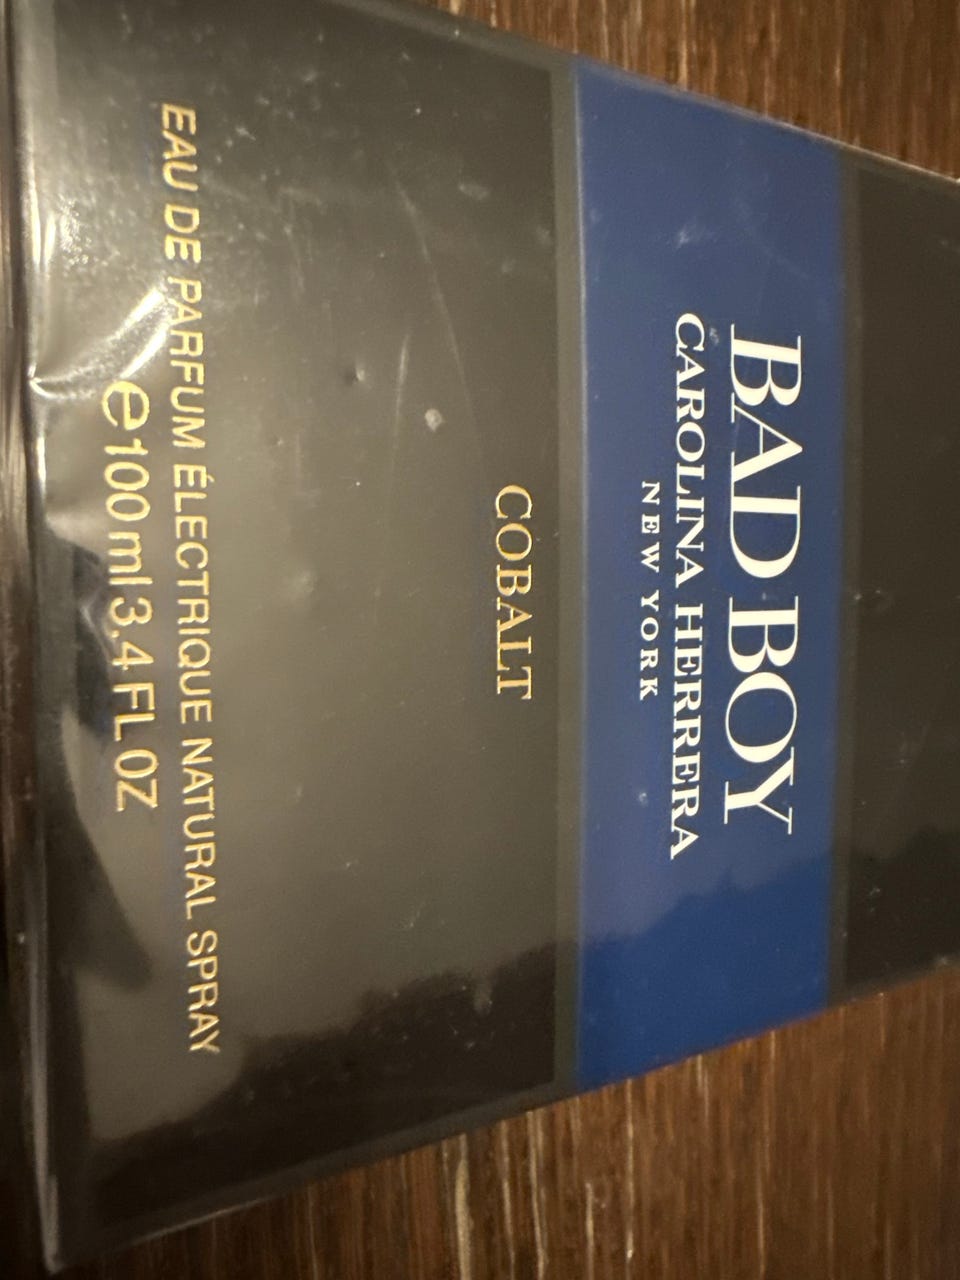 BAD BOY
CAROLINA HERRERA
NEW YORK
COBALT
EAU DE PARFUM ÉLECTRIQUE NATURAL SPRAY
℮100 ml 3.4 FL OZ